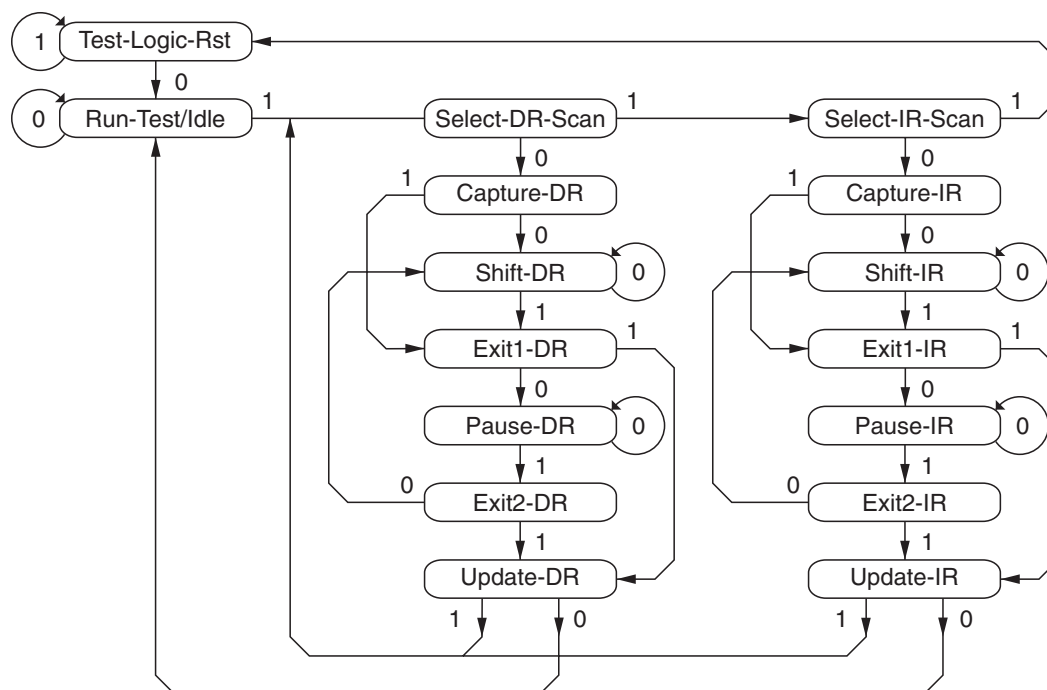 1 Test-Logic-Rst
0
0 Run-Test/Idle 1 Select-DR-Scan 1 Select-IR-Scan 1
0 0
1 Capture-DR 1 Capture-IR
0 0
Shift-DR 0 Shift-IR 0
1 1
Exit1-DR 1 Exit1-IR 1
0 0
Pause-DR 0 Pause-IR 0
1 1
0 Exit2-DR 0 Exit2-IR
1 1
Update-DR Update-IR
1 0 1 0